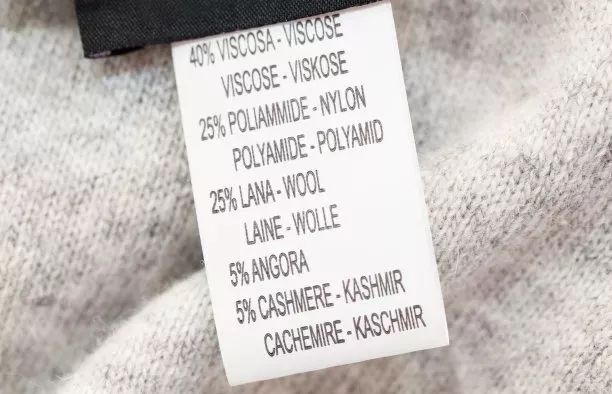 40% VISCOSA - VISCOSE
VISCOSE - VISKOSE
25% POLIAMMIDE - NYLON
POLYAMIDE - POLYAMID
25% LANA - WOOL
LAINE - WOLLE
5% ANGORA
5% CASHMERE - KASHMIR
CACHEMIRE - KASCHMIR